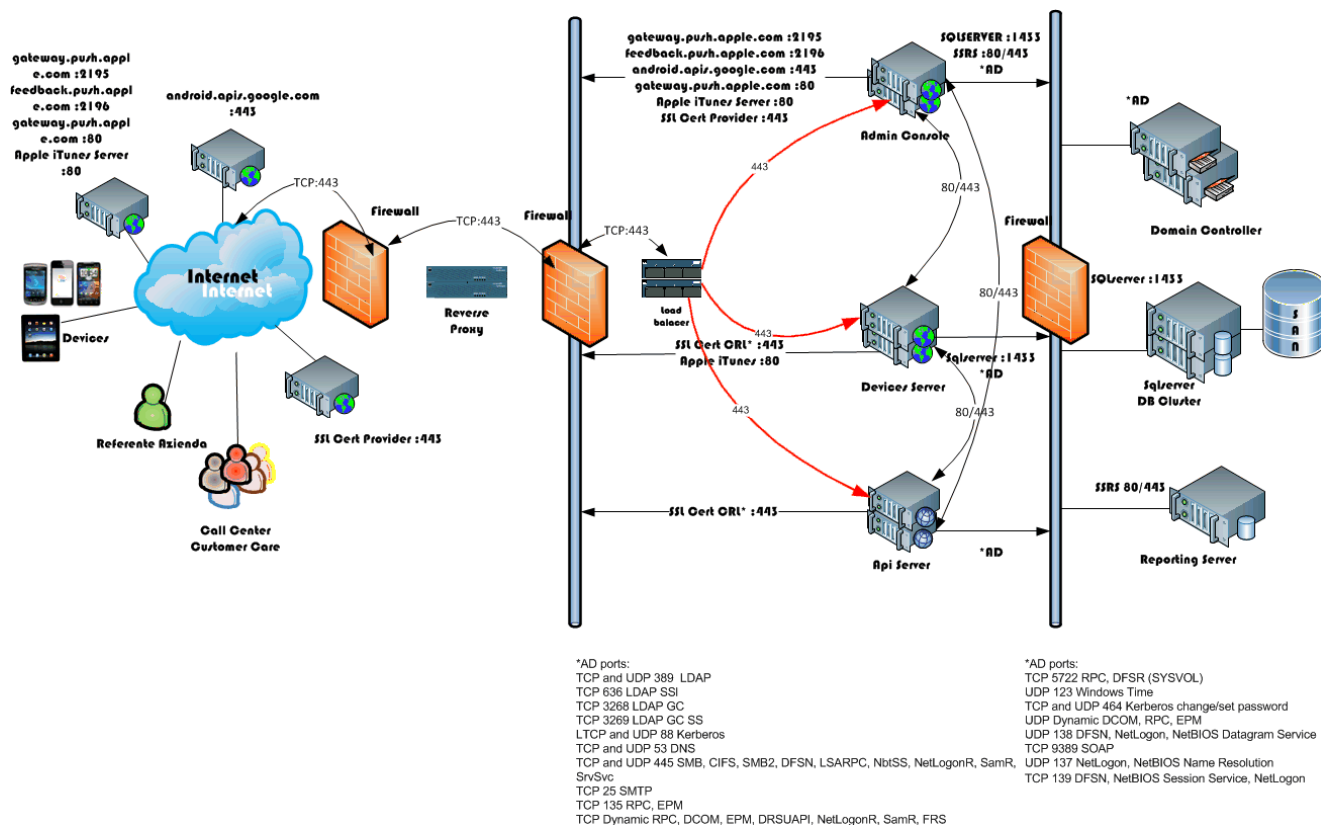 gateway.push.appl
e.com :2195
feedback.push.appl
e.com :2196
gateway.push.appl
e.com :80
Apple iTunes Server
:80
android.apis.google.com
:443
TCP:443
Internet
Internet
Devices
Referente Azienda
Call Center
Customer Care
SSL Cert Provider :443
Firewall
TCP:443
Reverse
Proxy
Firewall
TCP:443
Load
balacer
gateway.push.apple.com :2195
feedback.push.apple.com :2196
android.apis.google.com :443
gateway.push.apple.com :80
Apple iTunes Server :80
SSL Cert Provider :443
SQLSERVER :1433
SSRS :80/443
*AD
Admin Console
443
80/443
80/443
443
SSL Cert CRL* :443
Apple iTunes :80
Devices Server
Sqlserver :1433
*AD
443
80/443
SSL Cert CRL* :443
Api Server
*AD
Firewall
*AD
Domain Controller
SQLrerver :1433
Sqlserver
DB Cluster
S
A
N
SSRS 80/443
Reporting Server
*AD ports:
TCP and UDP 389 LDAP
TCP 636 LDAP SSl
TCP 3268 LDAP GC
TCP 3269 LDAP GC SS
LTCP and UDP 88 Kerberos
TCP and UDP 53 DNS
TCP and UDP 445 SMB, CIFS, SMB2, DFSN, LSARPC, NbtSS, NetLogonR, SamR,
SrvSvc
TCP 25 SMTP
TCP 135 RPC, EPM
TCP Dynamic RPC, DCOM, EPM, DRSUAPI, NetLogonR, SamR, FRS
*AD ports:
TCP 5722 RPC, DFSR (SYSVOL)
UDP 123 Windows Time
TCP and UDP 464 Kerberos change/set password
UDP Dynamic DCOM, RPC, EPM
UDP 138 DFSN, NetLogon, NetBIOS Datagram Service
TCP 9389 SOAP
UDP 137 NetLogon, NetBIOS Name Resolution
TCP 139 DFSN, NetBIOS Session Service, NetLogon